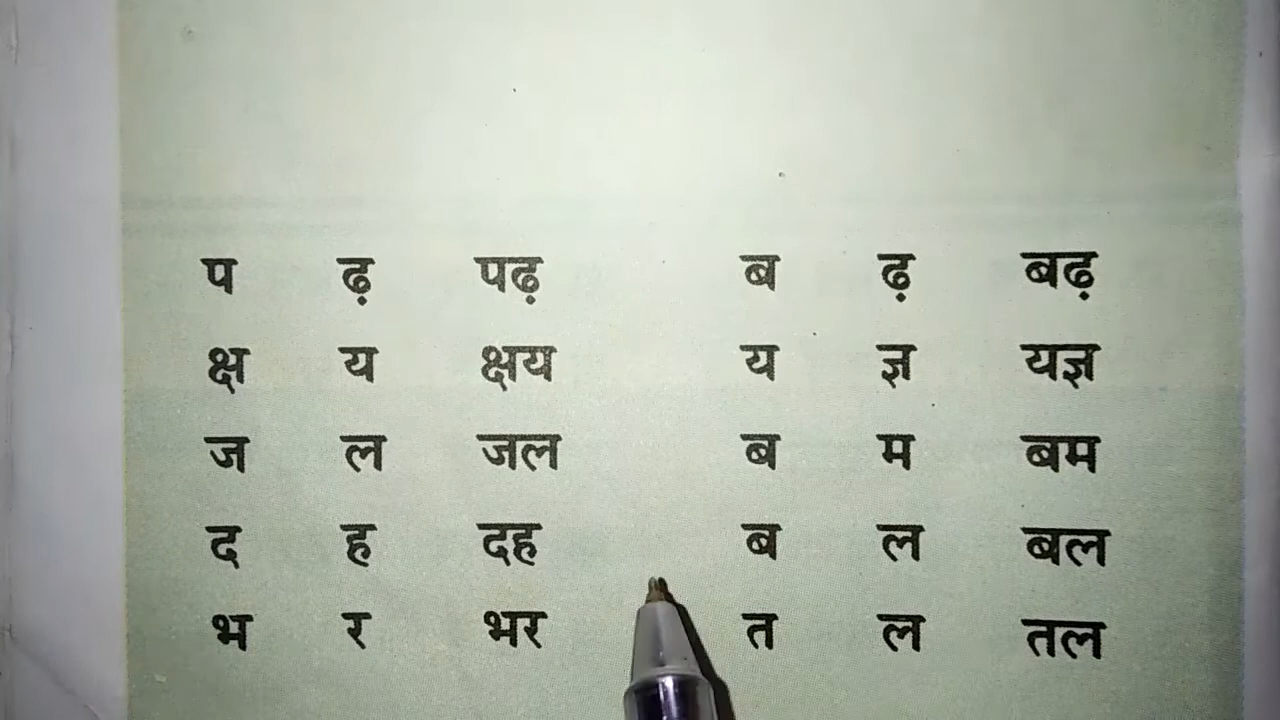 प ढ़ पढ़ ब ढ़ बढ़
क्ष य क्षय य ज्ञ यज्ञ
ज ल जल ब म बम
द ह दह ब ल बल
भ र भर त ल तल